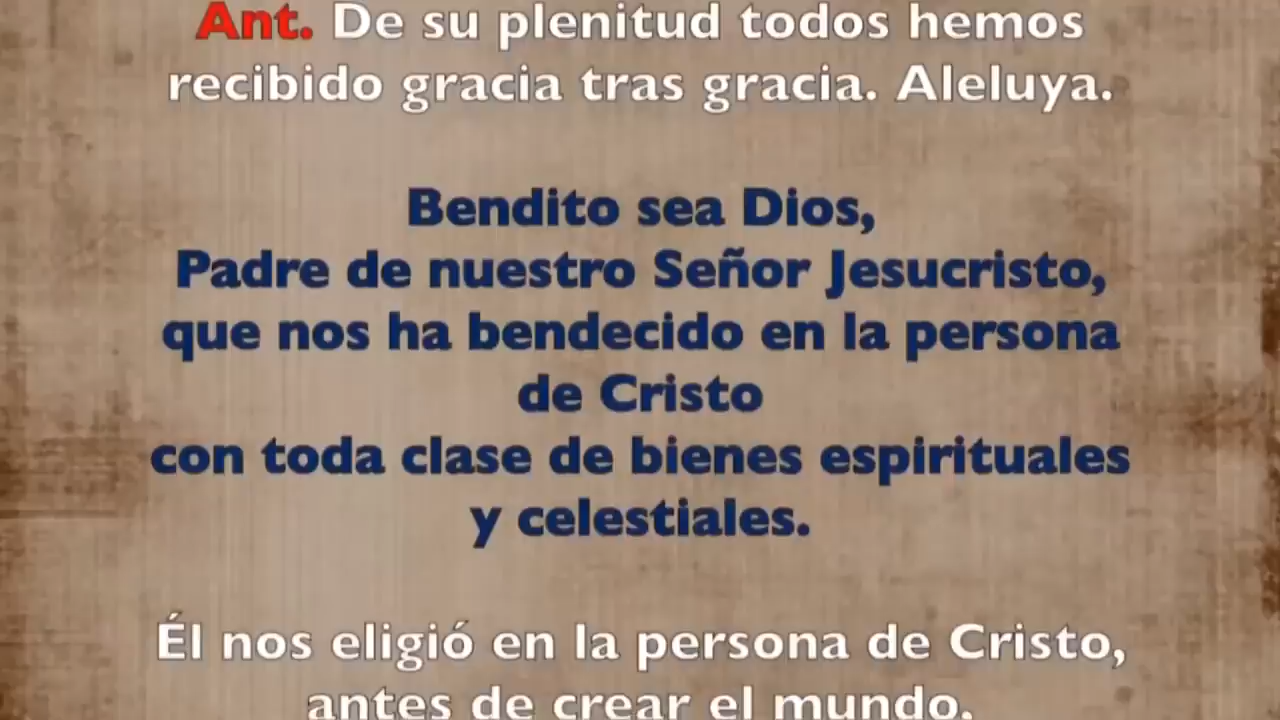 Ant. De su plenitud todos hemos
recibido gracia tras gracia. Aleluya.
Bendito sea Dios,
Padre de nuestro Señor Jesucristo,
que nos ha bendecido en la persona
de Cristo
con toda clase de bienes espirituales
y celestiales.
Él nos eligió en la persona de Cristo,
antes de crear el mundo,